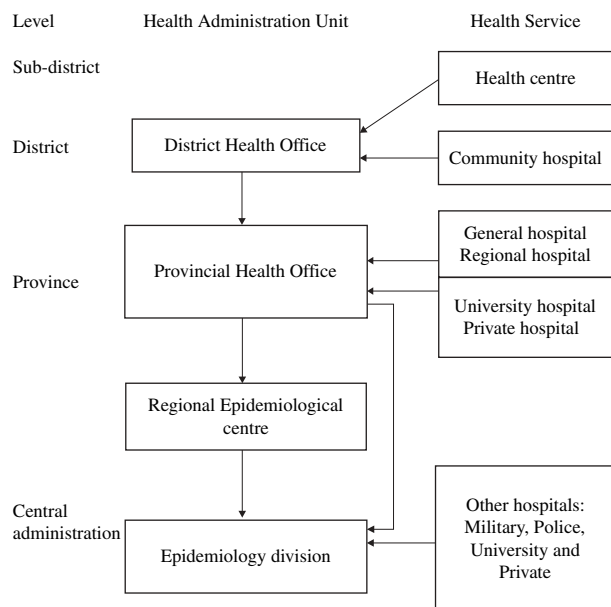 Level Health Administration Unit Health Service
Sub-district
Health centre
District
District Health Office
Community hospital
General hospital
Regional hospital
Province
Provincial Health Office
University hospital
Private hospital
Regional Epidemiological
centre
Central
administration
Epidemiology division
Other hospitals:
Military, Police,
University and
Private